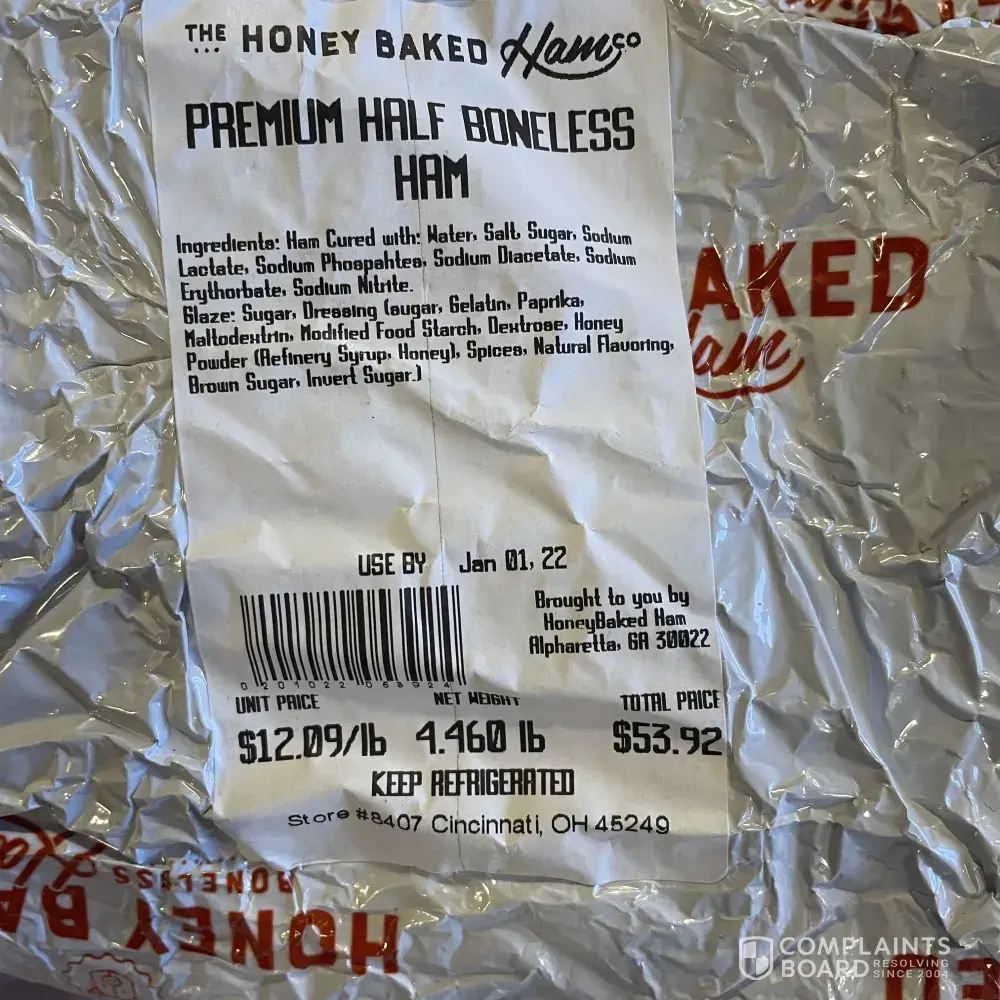 THE HONEY BAKED Ham CO
PREMIUM HALF BONELESS
HAM
Ingredients: Ham Cured with: Water, Salt, Sugar, Sodium
Lactate, Sodium Phospahtes, Sodium Diacetate, Sodium
Erythorbate, Sodium Nitrite.
Glaze: Sugar, Dressing (sugar, Gelatin, Paprika,
Maltodextrin, Modified Food Starch, Dextrose, Honey
Powder (Refinery Syrup, Honey), Spices, Natural Flavoring,
Brown Sugar, Invert Sugar.)
AKED
Ham
USE BY Jan 01, 22
Brought to you by
HoneyBaked Ham
Alpharetta, GA 30022
0 201022 053924
UNIT PRICE NET WEIGHT TOTAL PRICE
$12.09/lb 4.460 lb $53.92
KEEP REFRIGERATED
Store #8407 Cincinnati, OH 45249
BONELESS
HONEY BA
COMPLAINTS
BOARD RESOLVING
SINCE 2004